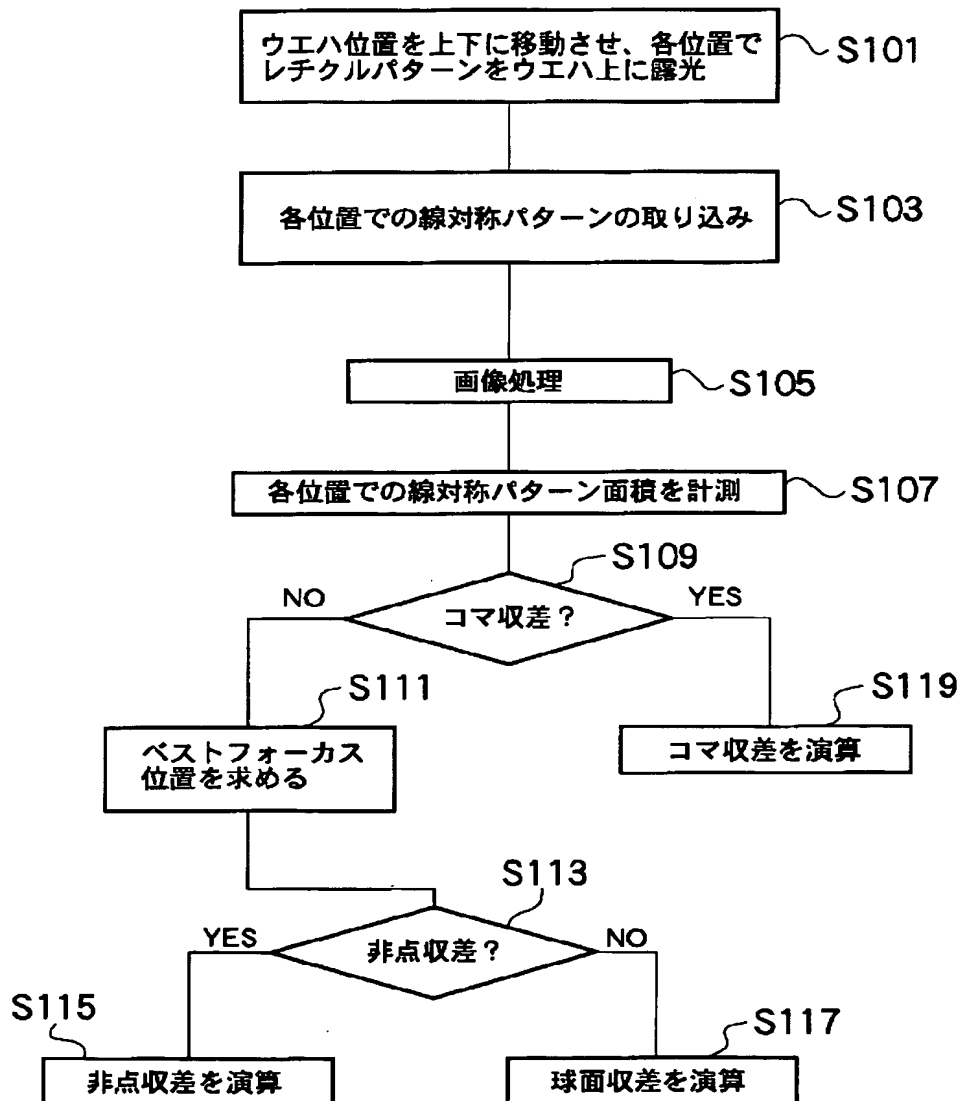 ウエハ位置を上下に移動させ、各位置で
レチクルパターンをウエハ上に露光
S101
各位置での線対称パターンの取り込み
S103
画像処理
S105
各位置での線対称パターン面積を計測
S107
S109
NO
コマ収差？
YES
S111
ベストフォーカス
位置を求める
S119
コマ収差を演算
S113
YES
非点収差？
NO
S115
非点収差を演算
S117
球面収差を演算